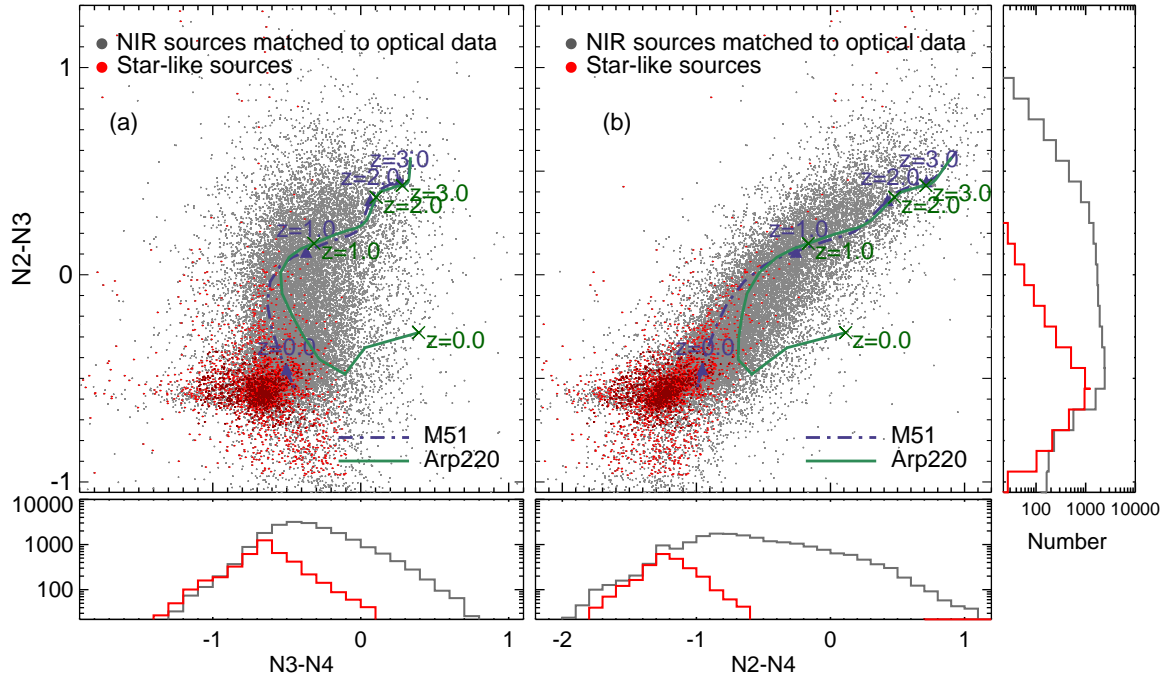 NIR sources matched to optical data
Star-like sources
(a)
z=3.0
z=2.0
z=3.0
z=2.0
z=1.0
z=1.0
z=0.0
z=0.0
M51
Arp220
NIR sources matched to optical data
Star-like sources
(b)
z=3.0
z=2.0
z=3.0
z=2.0
z=1.0
z=1.0
z=0.0
z=0.0
M51
Arp220
1
0
-1
N2-N3
10000
1000
100
-1
0
1
N3-N4
-2
-1
0
1
N2-N4
100
1000
10000
Number